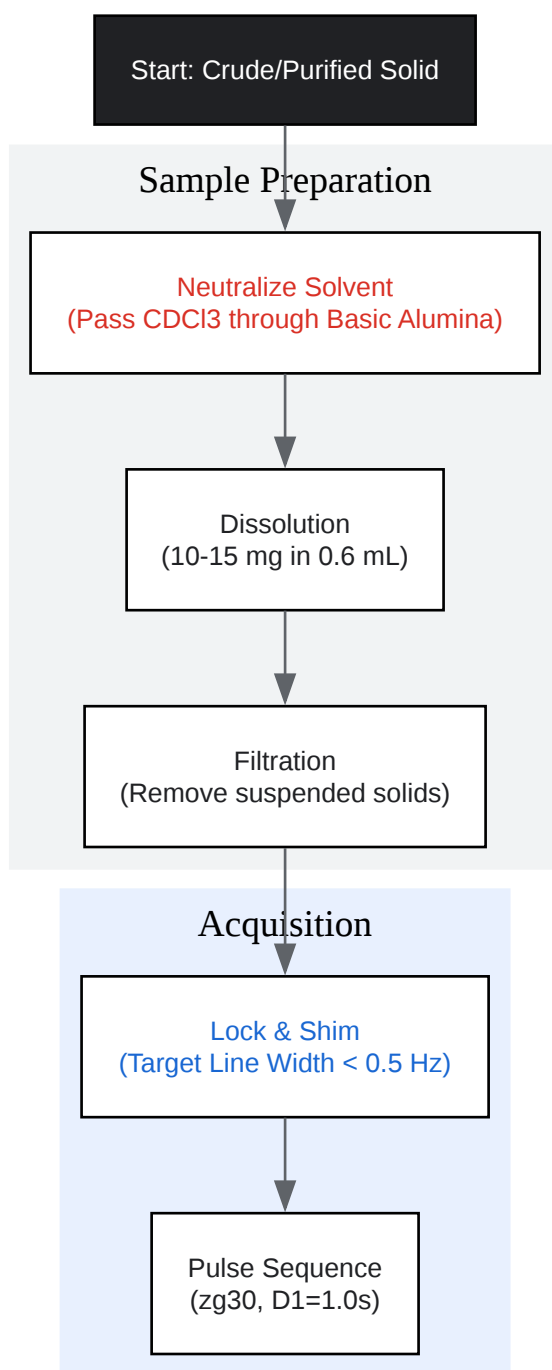 Start: Crude/Purified Solid
Sample Preparation
Neutralize Solvent
(Pass CDCl3 through Basic Alumina)
Dissolution
(10-15 mg in 0.6 mL)
Filtration
(Remove suspended solids)
Acquisition
Lock & Shim
(Target Line Width < 0.5 Hz)
Pulse Sequence
(zg30, D1=1.0s)